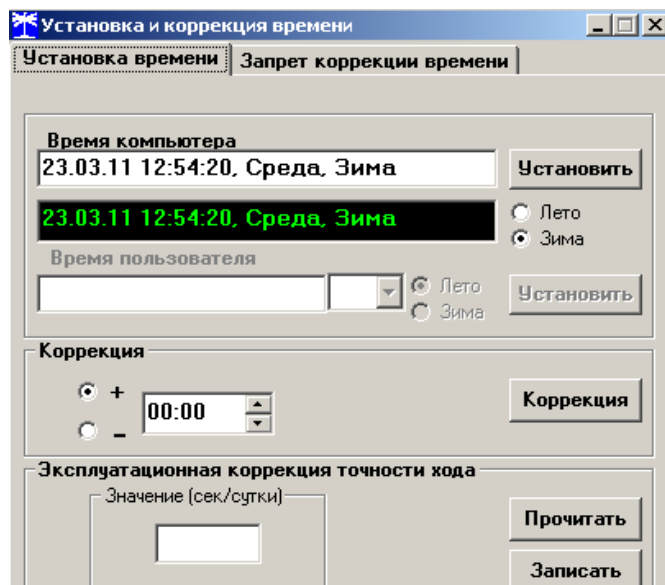 Установка и коррекция времени
Установка времени Запрет коррекции времени
Время компьютера
23.03.11 12:54:20, Среда, Зима
Установить
23.03.11 12:54:20, Среда, Зима
Лето
Зима
Время пользователя
Лето
Зима
Установить
Коррекция
+
00:00
–
Коррекция
Эксплуатационная коррекция точности хода
Значение (сек/сутки)
Прочитать
Записать